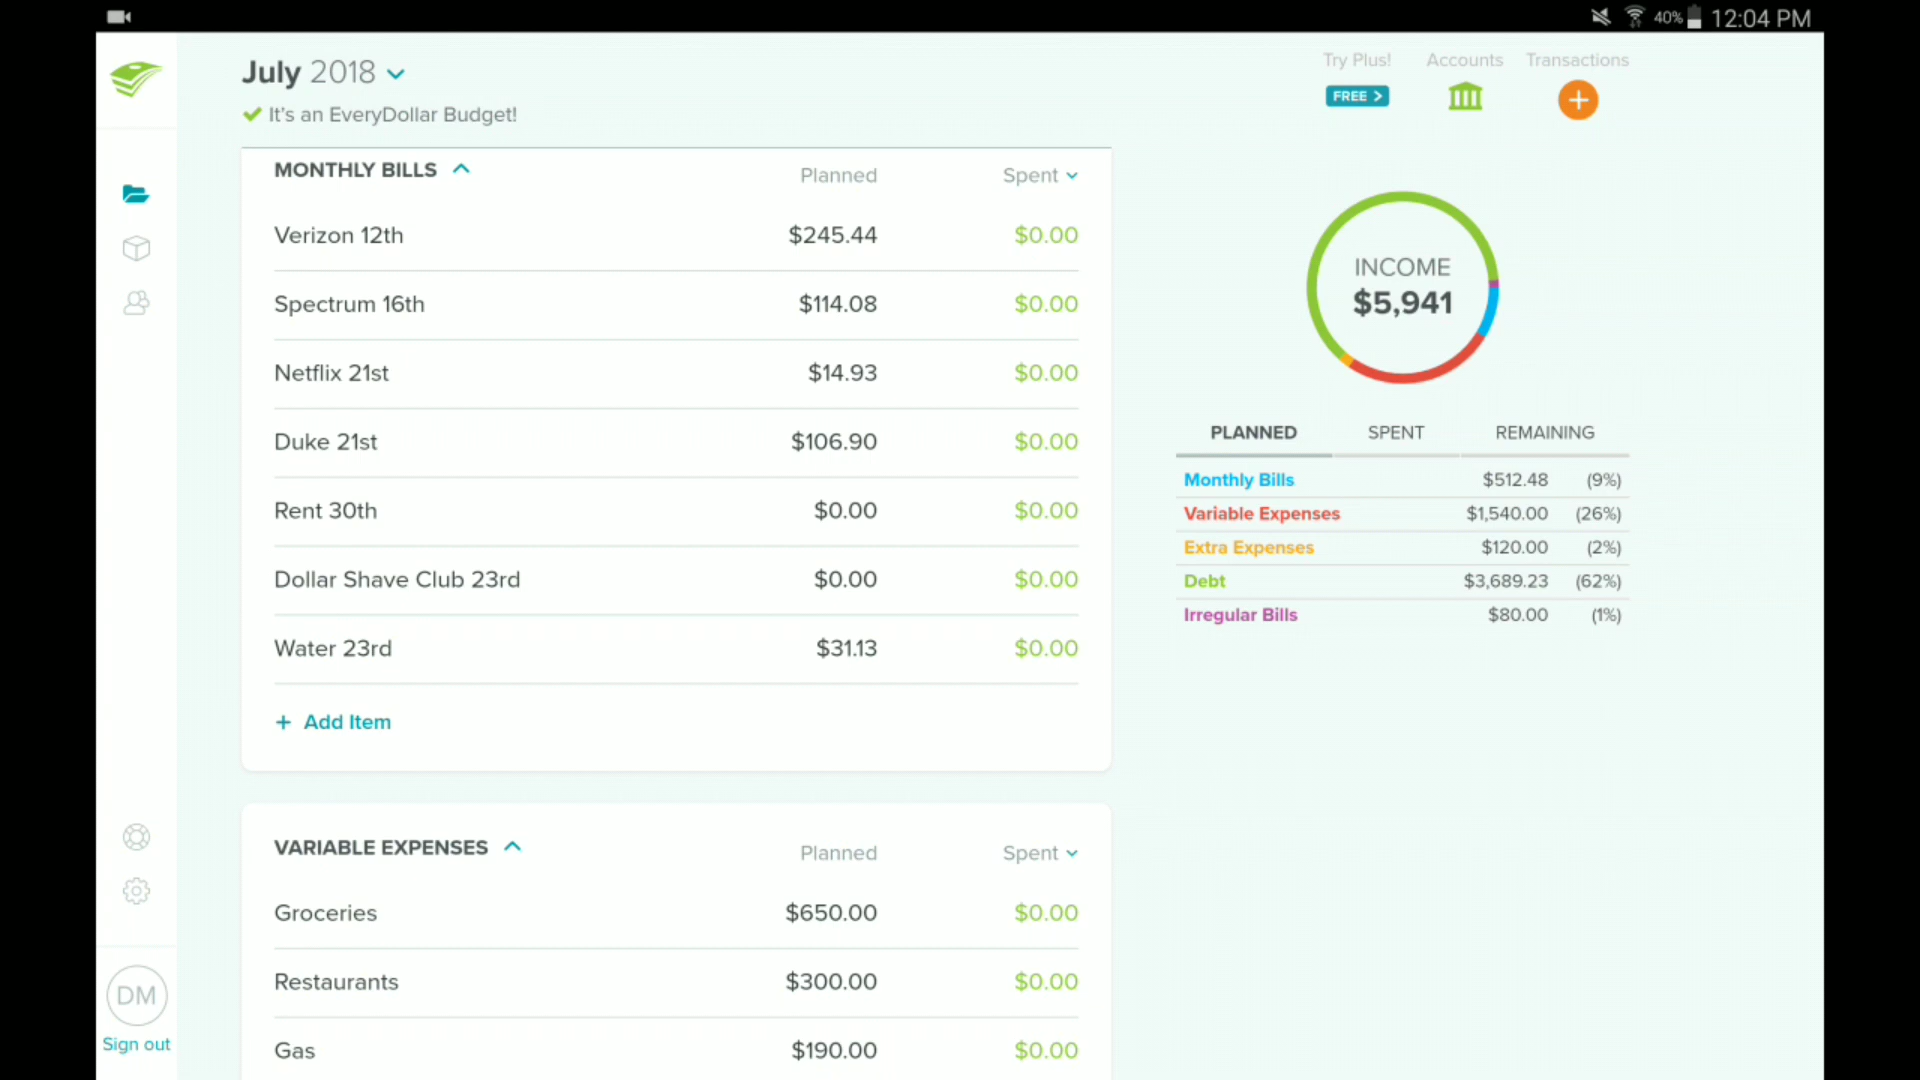 40% 12:04 PM
July 2018
It's an EveryDollar Budget!
Try Plus! Accounts Transactions
FREE >
MONTHLY BILLS Planned Spent
Verizon 12th $245.44 $0.00
Spectrum 16th $114.08 $0.00
Netflix 21st $14.93 $0.00
Duke 21st $106.90 $0.00
Rent 30th $0.00 $0.00
Dollar Shave Club 23rd $0.00 $0.00
Water 23rd $31.13 $0.00
+ Add Item
VARIABLE EXPENSES Planned Spent
Groceries $650.00 $0.00
Restaurants $300.00 $0.00
Gas $190.00 $0.00
INCOME
$5,941
PLANNED SPENT REMAINING
Monthly Bills $512.48 (9%)
Variable Expenses $1,540.00 (26%)
Extra Expenses $120.00 (2%)
Debt $3,689.23 (62%)
Irregular Bills $80.00 (1%)
DM
Sign out